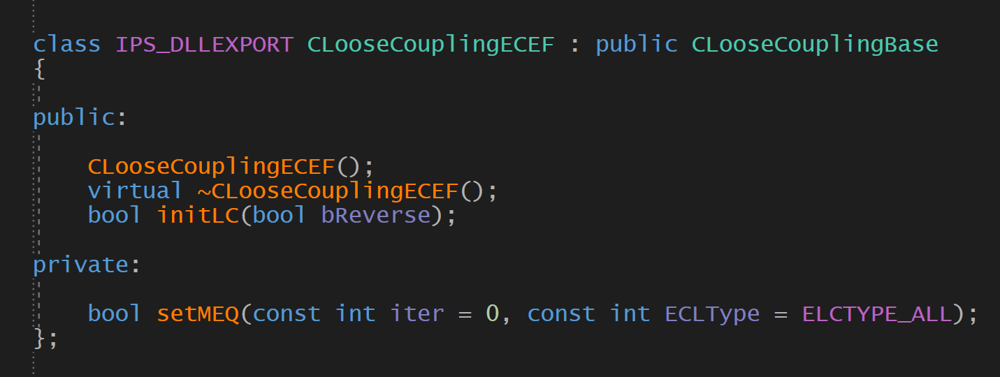 class IPS_DLLEXPORT CLooseCouplingECEF : public CLooseCouplingBase
{
public:
CLooseCouplingECEF();
virtual ~CLooseCouplingECEF();
bool initLC(bool bReverse);
private:
bool setMEQ(const int iter = 0, const int ECLType = ELCTYPE_ALL);
};